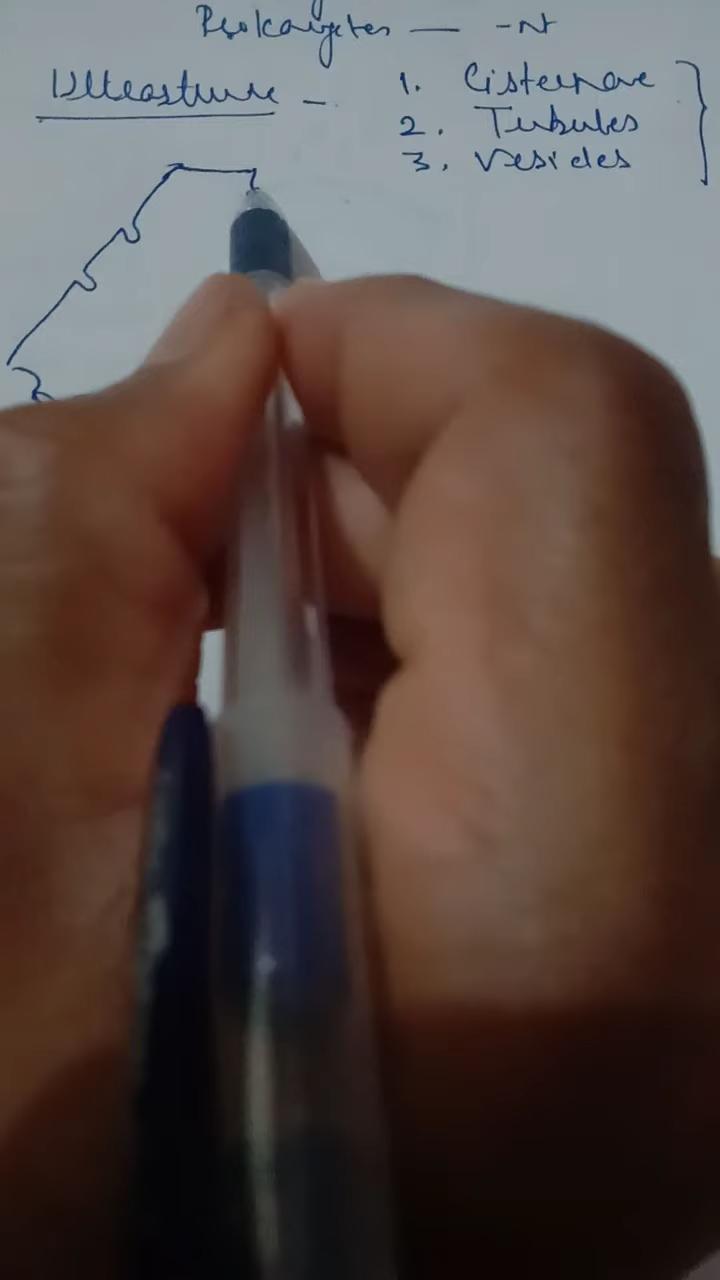 Prokaryotes — -nt
Ultrastructure - 1. Cisternae
2. Tubules
3. Vesicles